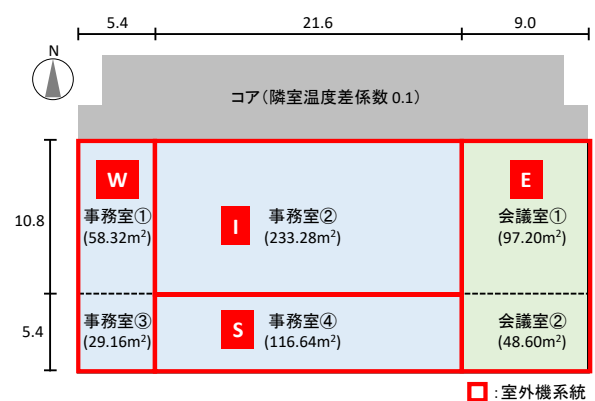 5.4
21.6
9.0
N
コア(隣室温度差係数 0.1)
10.8
W
事務室①
(58.32m²)
I
事務室②
(233.28m²)
E
会議室①
(97.20m²)
5.4
事務室③
(29.16m²)
S
事務室④
(116.64m²)
会議室②
(48.60m²)
:室外機系統